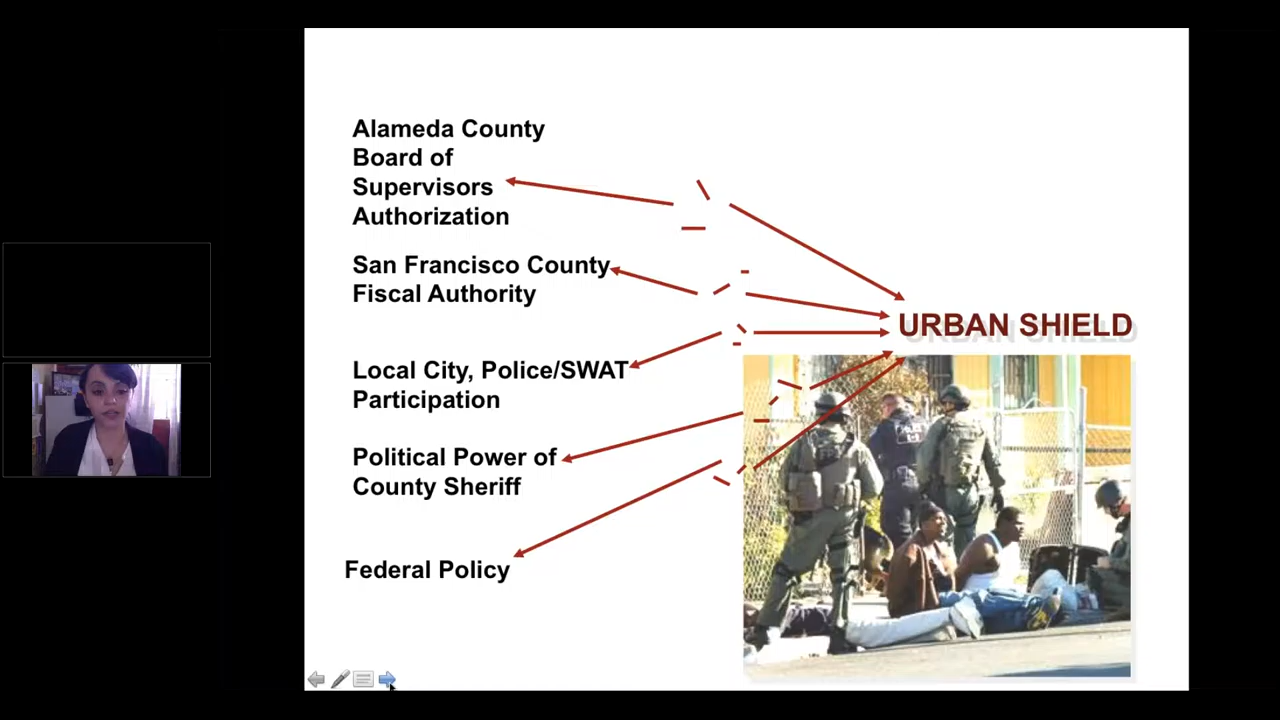 Alameda County
Board of
Supervisors
Authorization
San Francisco County
Fiscal Authority
Local City, Police/SWAT
Participation
Political Power of
County Sheriff
Federal Policy
URBAN SHIELD
POLICE